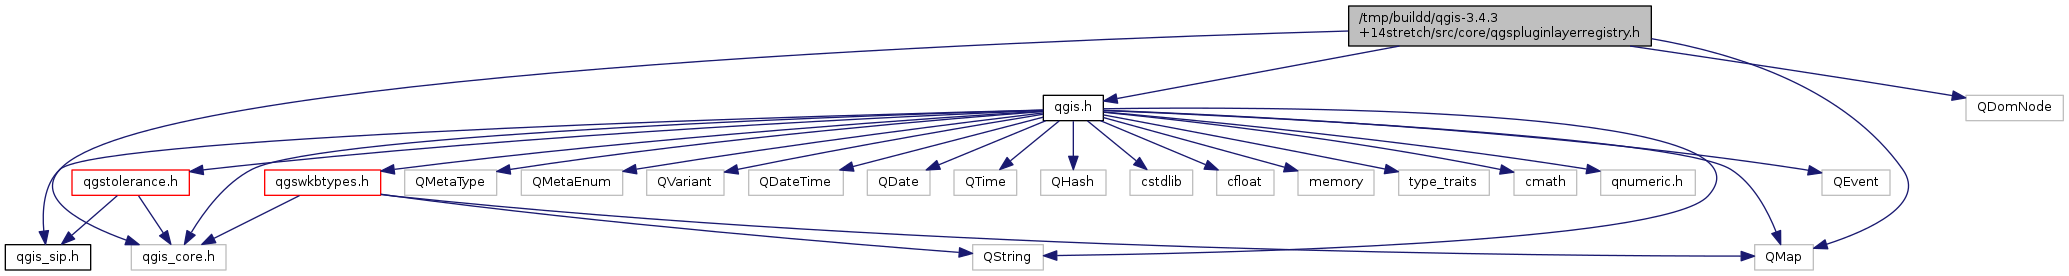 /tmp/buildd/qgis-3.4.3
+14stretch/src/core/qgspluginlayerregistry.h
qgis.h
QDomNode
qgstolerance.h
qgswkbtypes.h
QMetaType
QMetaEnum
QVariant
QDateTime
QDate
QTime
QHash
cstdlib
cfloat
memory
type_traits
cmath
qnumeric.h
QEvent
qgis_sip.h
qgis_core.h
QString
QMap